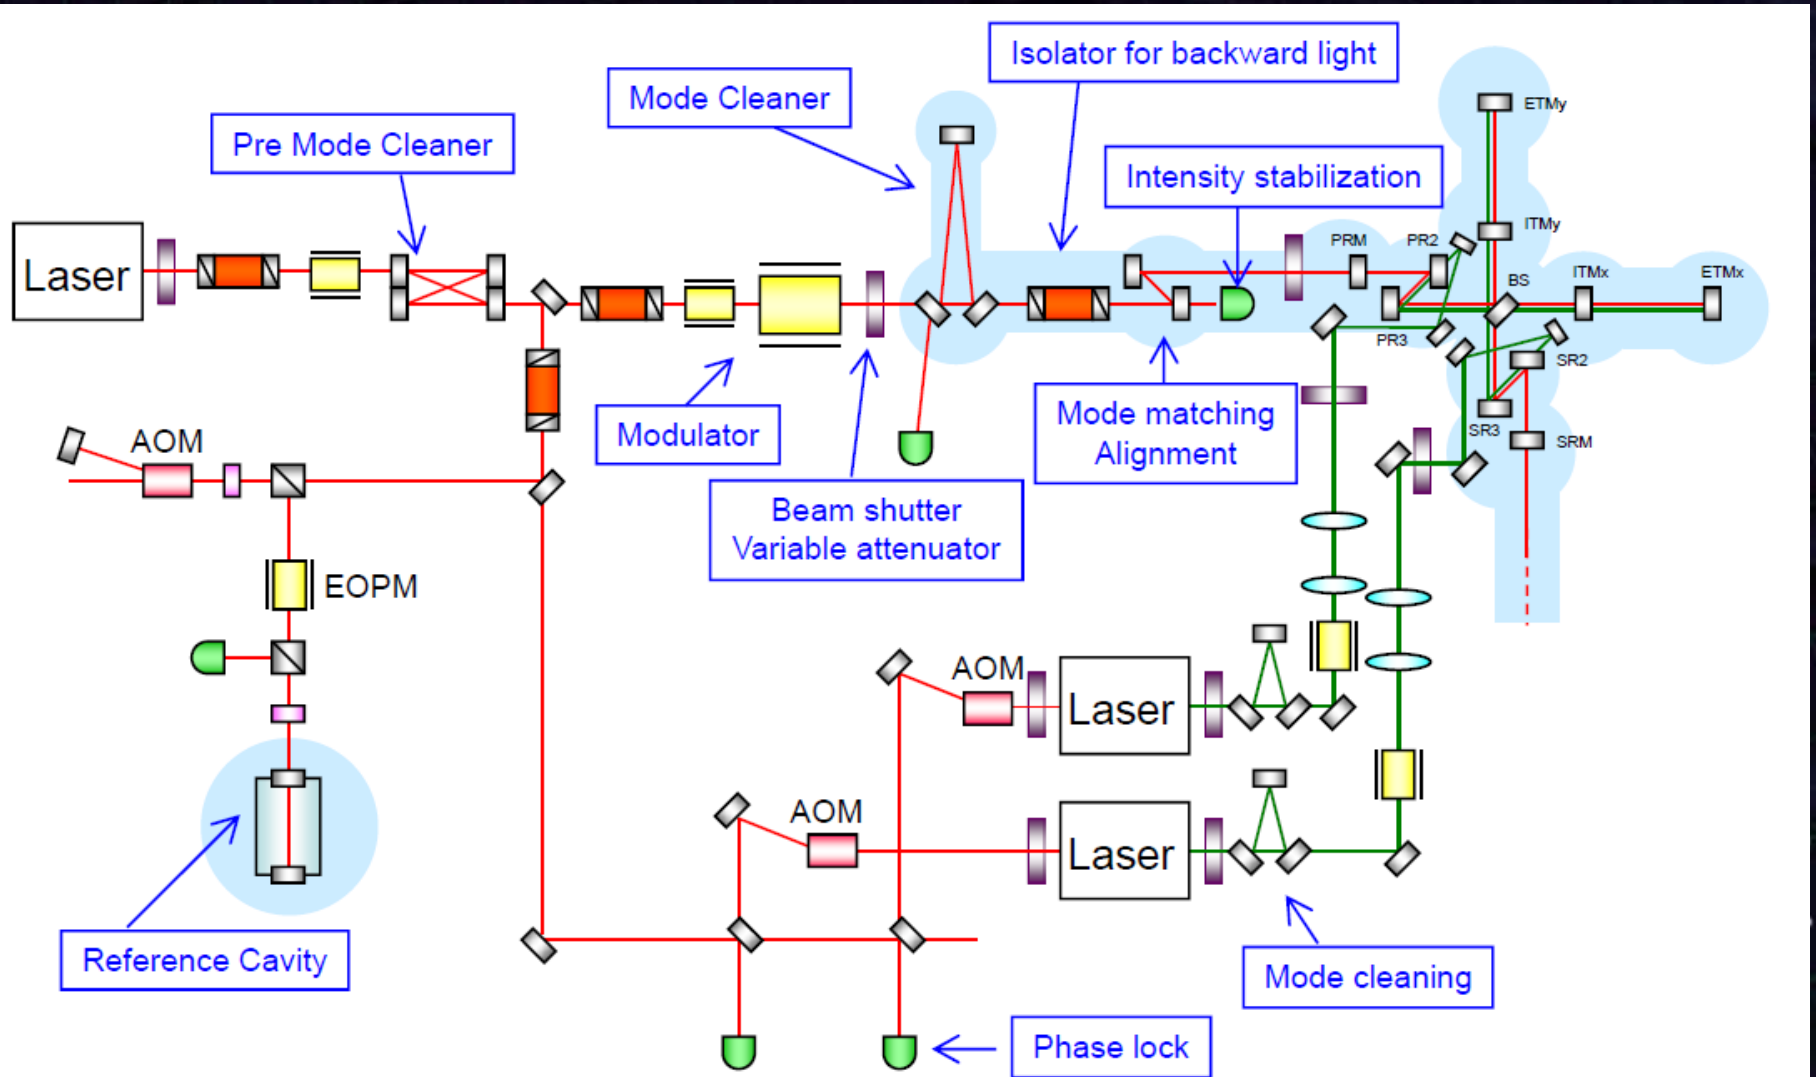 Isolator for backward light
Mode Cleaner
Pre Mode Cleaner
Intensity stabilization
ETMy
ITMy
Laser
PRM
PR2
BS
ITMx
ETMx
PR3
SR2
SR3
SRM
Modulator
Mode matching
Alignment
Beam shutter
Variable attenuator
AOM
EOPM
AOM
Laser
AOM
Laser
Reference Cavity
Mode cleaning
Phase lock